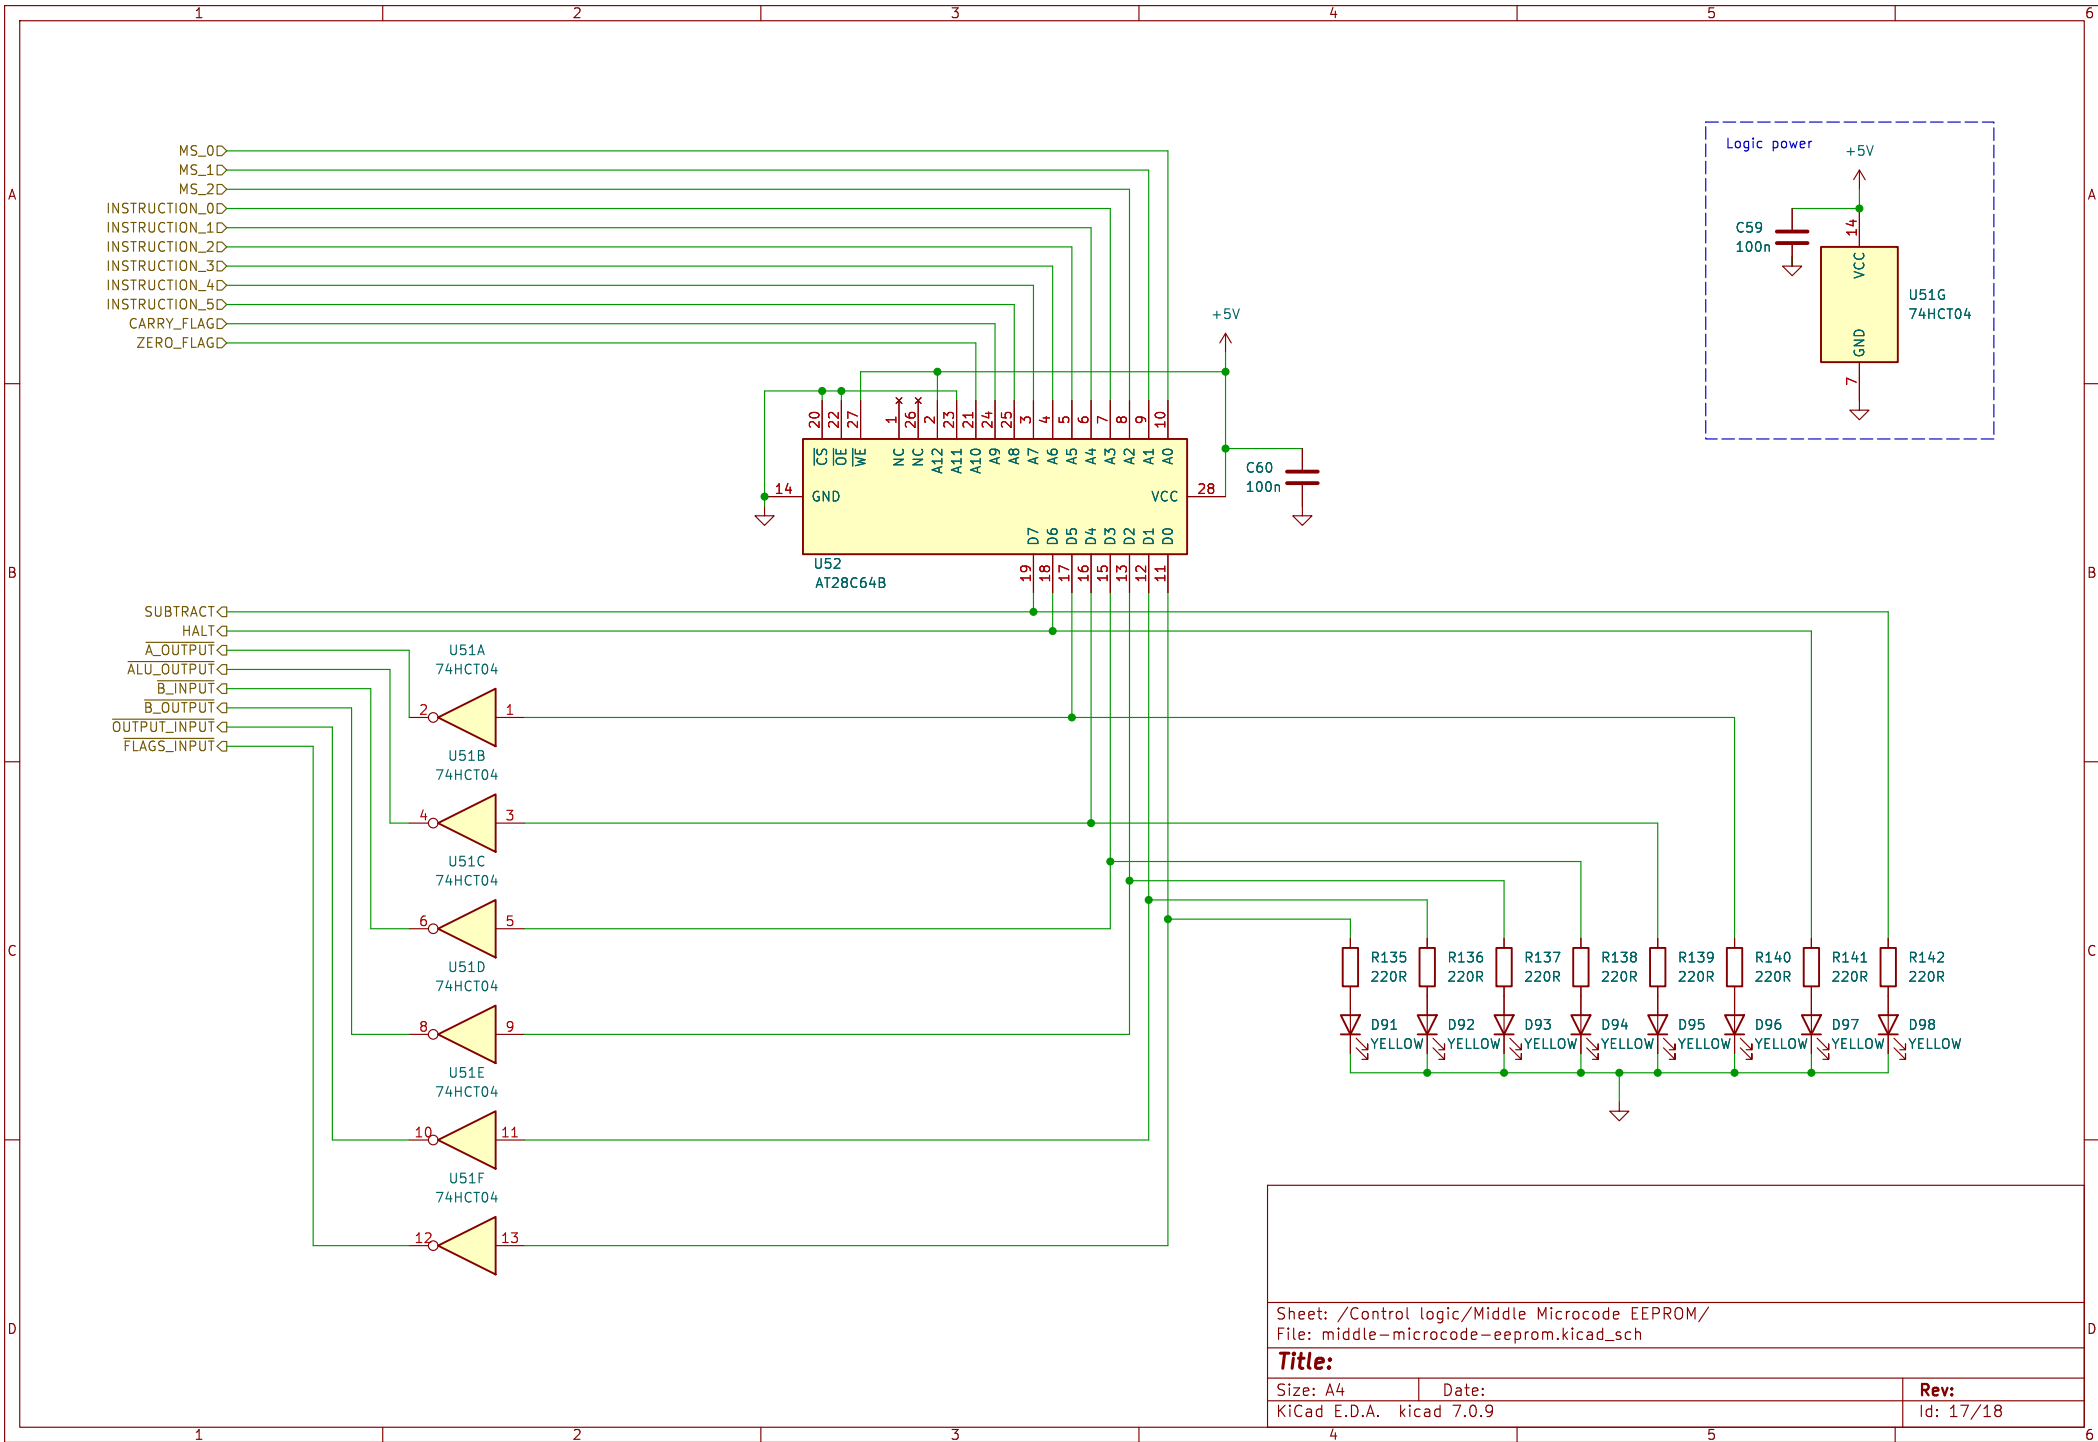 1 2 3 4 5 6
A
B
C
D
A
B
C
D
1 2 3 4 5 6
MS_0
MS_1
MS_2
INSTRUCTION_0
INSTRUCTION_1
INSTRUCTION_2
INSTRUCTION_3
INSTRUCTION_4
INSTRUCTION_5
CARRY_FLAG
ZERO_FLAG
+5V
20 22 27 1 26 2 23 21 24 25 3 4 5 6 7 8 9 10
CS OE WE NC NC A12 A11 A10 A9 A8 A7 A6 A5 A4 A3 A2 A1 A0
14 GND VCC 28
D7 D6 D5 D4 D3 D2 D1 D0
19 18 17 16 15 13 12 11
U52
AT28C64B
C60
100n
Logic power
+5V
C59
100n
14
VCC
GND
7
U51G
74HCT04
SUBTRACT
HALT
A_OUTPUT
ALU_OUTPUT
B_INPUT
B_OUTPUT
OUTPUT_INPUT
FLAGS_INPUT
U51A
74HCT04
2 1
U51B
74HCT04
4 3
U51C
74HCT04
6 5
U51D
74HCT04
8 9
U51E
74HCT04
10 11
U51F
74HCT04
12 13
R135 R136 R137 R138 R139 R140 R141 R142
220R 220R 220R 220R 220R 220R 220R 220R
D91 D92 D93 D94 D95 D96 D97 D98
YELLOW YELLOW YELLOW YELLOW YELLOW YELLOW YELLOW YELLOW
Sheet: /Control logic/Middle Microcode EEPROM/
File: middle-microcode-eeprom.kicad_sch
Title:
Size: A4 Date: Rev:
KiCad E.D.A. kicad 7.0.9 Id: 17/18